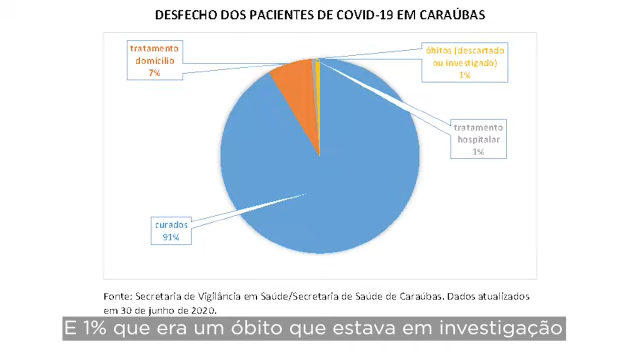 DESFECHO DOS PACIENTES DE COVID-19 EM CARAÚBAS
tratamento
domicilio
7%
óbitos (descartado
ou investigado)
1%
tratamento
hospitalar
1%
curados
91%
Fonte: Secretaria de Vigilância em Saúde/Secretaria de Saúde de Caraúbas. Dados atualizados
em 30 de junho de 2020.
E 1% que era um óbito que estava em investigação